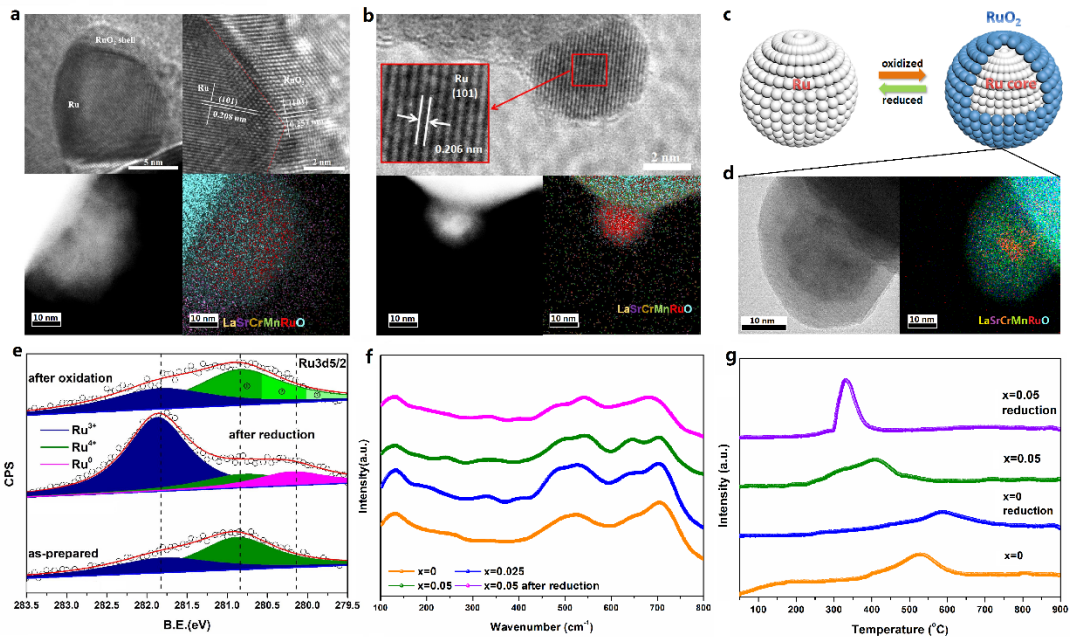 a
RuO₂ shell
Ru
5 nm
Ru
(101)
0.208 nm
RuO₂
(101)
2 nm
10 nm
10 nm
LaSrCrMnRuO
b
Ru
(101)
0.206 nm
2 nm
10 nm
10 nm
LaSrCrMnRuO
c
Ru
oxidized
reduced
RuO₂
Ru core
d
10 nm
10 nm
LaSrCrMnRuO
e
Ru3d5/2
after oxidation
Ru³⁺
Ru⁴⁺
Ru⁰
after reduction
as-prepared
CPS
283.5 283.0 282.5 282.0 281.5 281.0 280.5 280.0 279.5
B.E.(eV)
f
Intensity(a.u.)
x=0
x=0.025
x=0.05
x=0.05 after reduction
100 200 300 400 500 600 700 800
Wavenumber (cm⁻¹)
g
Intensity (a.u.)
x=0.05
reduction
x=0.05
x=0
reduction
x=0
100 200 300 400 500 600 700 800 900
Temperature (°C)